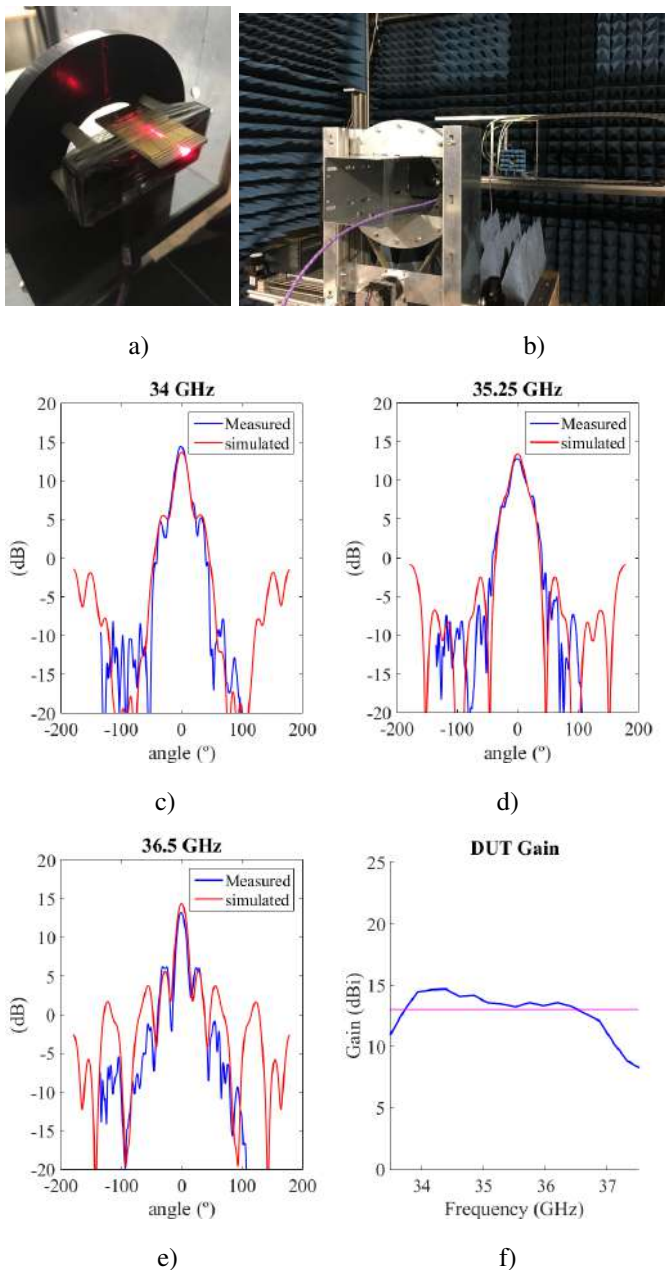 a)
b)
34 GHz
Measured
simulated
20
15
10
5
0
-5
-10
-15
-20
(dB)
-200
-100
0
100
200
angle (º)
c)
35.25 GHz
Measured
simulated
20
15
10
5
0
-5
-10
-15
-20
(dB)
-200
-100
0
100
200
angle (º)
d)
36.5 GHz
Measured
simulated
20
15
10
5
0
-5
-10
-15
-20
(dB)
-200
-100
0
100
200
angle (º)
e)
DUT Gain
25
20
15
10
5
0
Gain (dBi)
34
35
36
37
Frequency (GHz)
f)